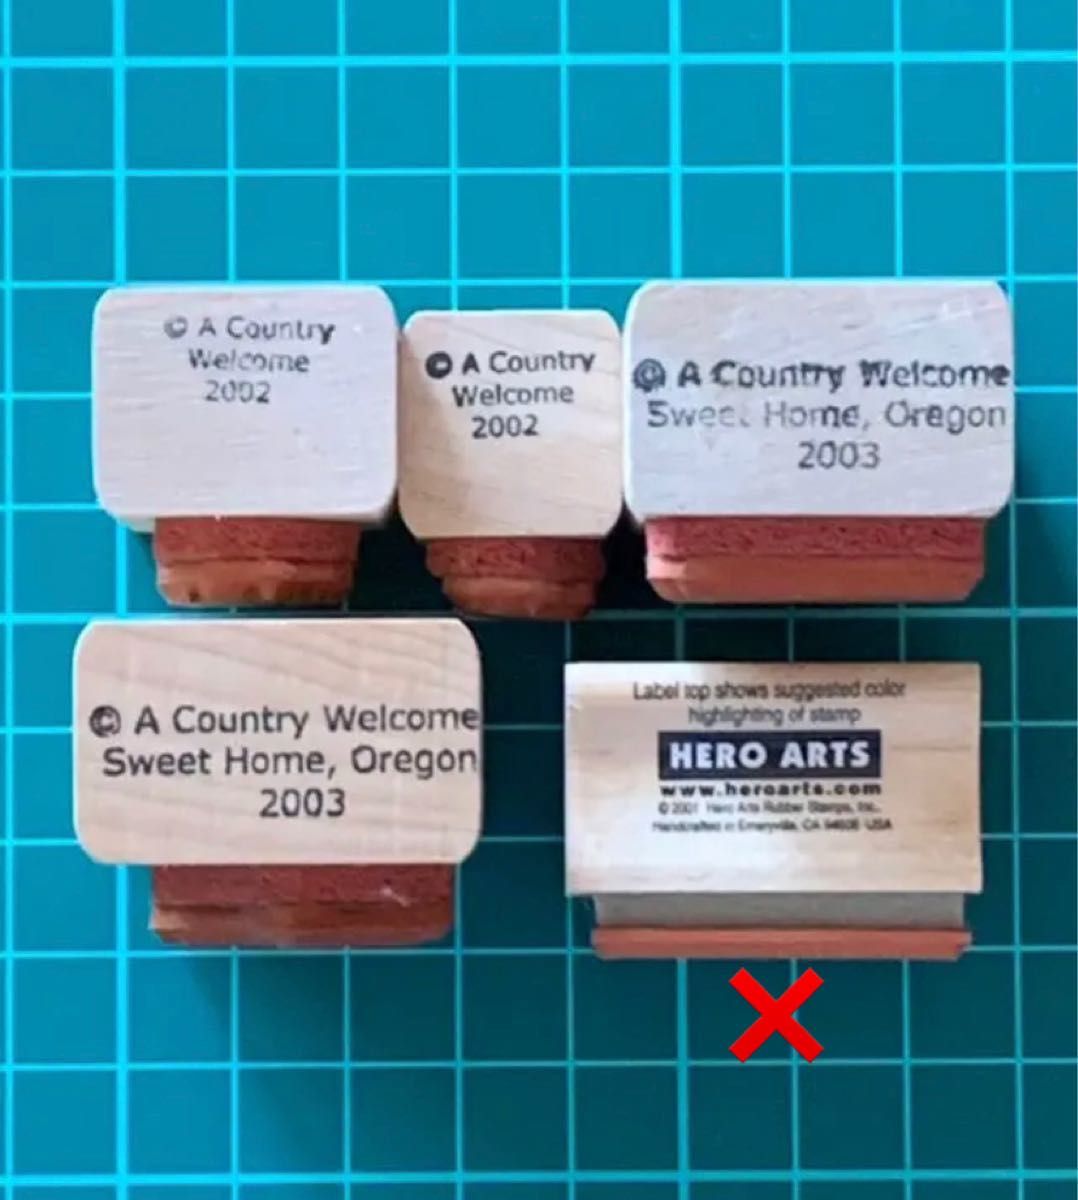 © A Country
Welcome
2002
© A Country
Welcome
2002
© A Country Welcome
Sweet Home, Oregon
2003
© A Country Welcome
Sweet Home, Oregon
2003
Label top shows suggested color
highlighting of stamp
HERO ARTS
www.heroarts.com
© 2001 Hero Arts Rubber Stamps, Inc.
Handcrafted in Emeryville, CA 94608 USA